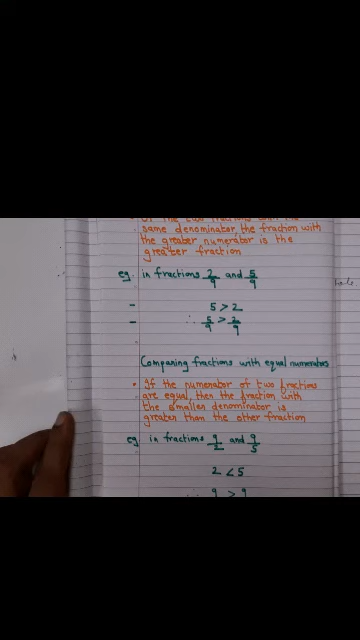 same denominator the fraction with
the greater numerator is the
greater fraction
eg. in fractions 2/9 and 5/9
- 5 > 2
- ∴ 5/9 > 2/9
Comparing fractions with equal numerators
• If the numerator of two fractions
are equal, then the fraction with
the smaller denominator is
greater than the other fraction
eg in fractions 9/2 and 9/5
2 < 5
∴ 9 > 9